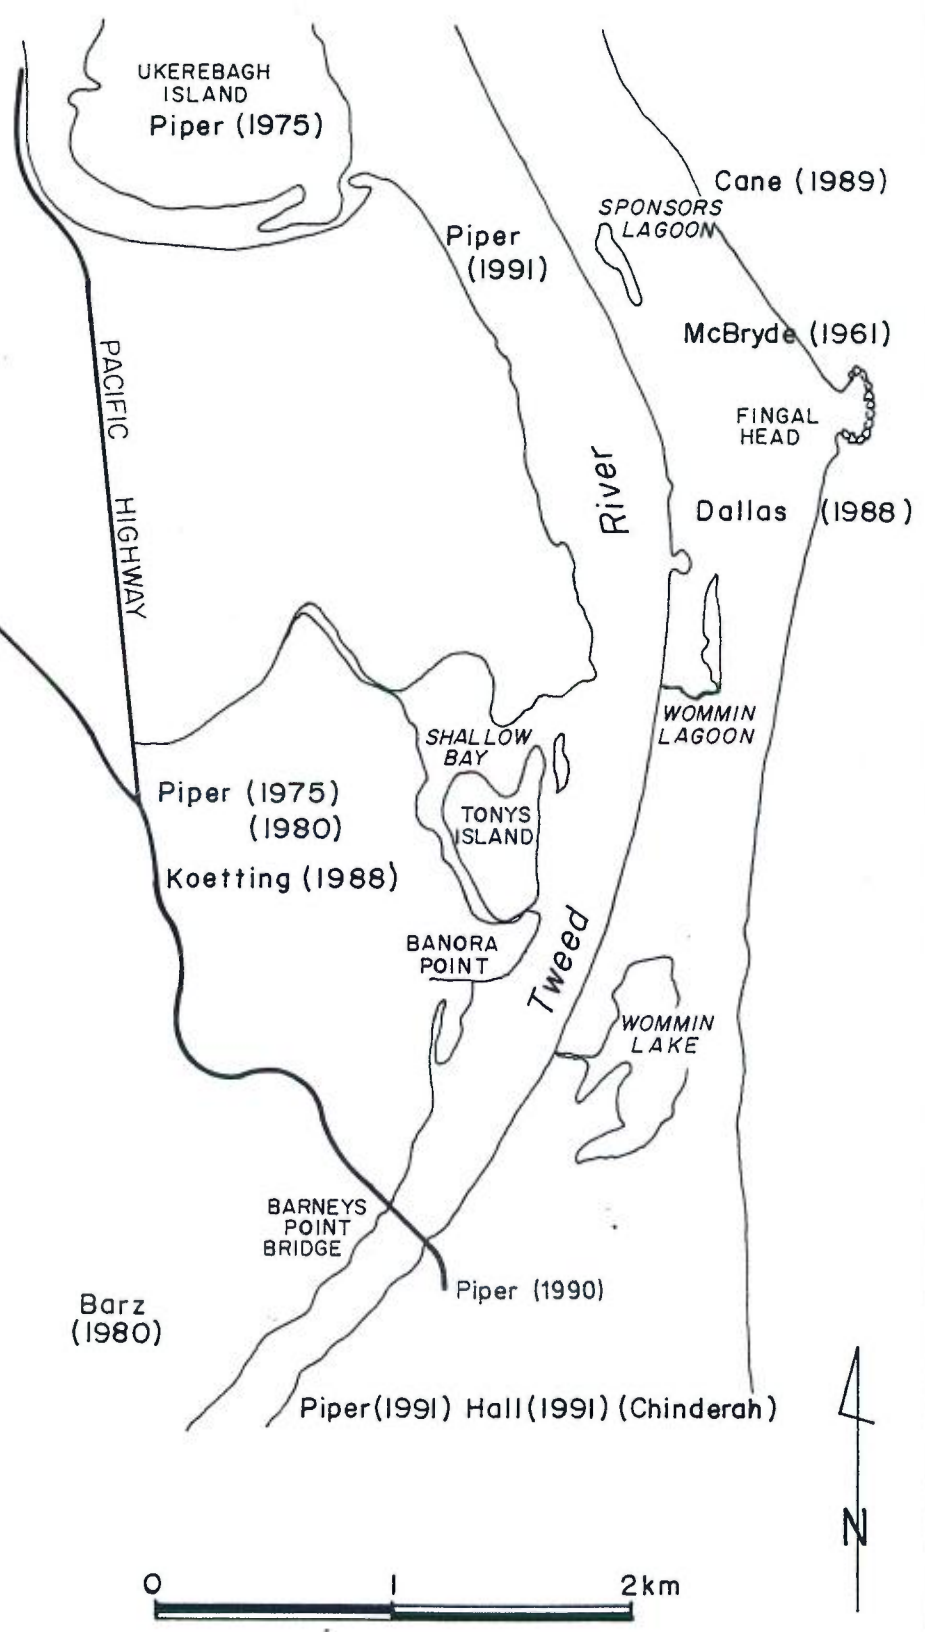 UKEREBAGH
ISLAND
Piper (1975)
Cane (1989)
SPONSORS
LAGOON
Piper
(1991)
McBryde (1961)
PACIFIC HIGHWAY
FINGAL
HEAD
River
Dallas (1988)
WOMMIN
LAGOON
SHALLOW
BAY
Piper (1975)
(1980)
TONYS
ISLAND
Koetting (1988)
BANORA
POINT
Tweed
WOMMIN
LAKE
BARNEYS
POINT
BRIDGE
Piper (1990)
Barz
(1980)
Piper (1991) Hall (1991) (Chinderah)
N
0 1 2km